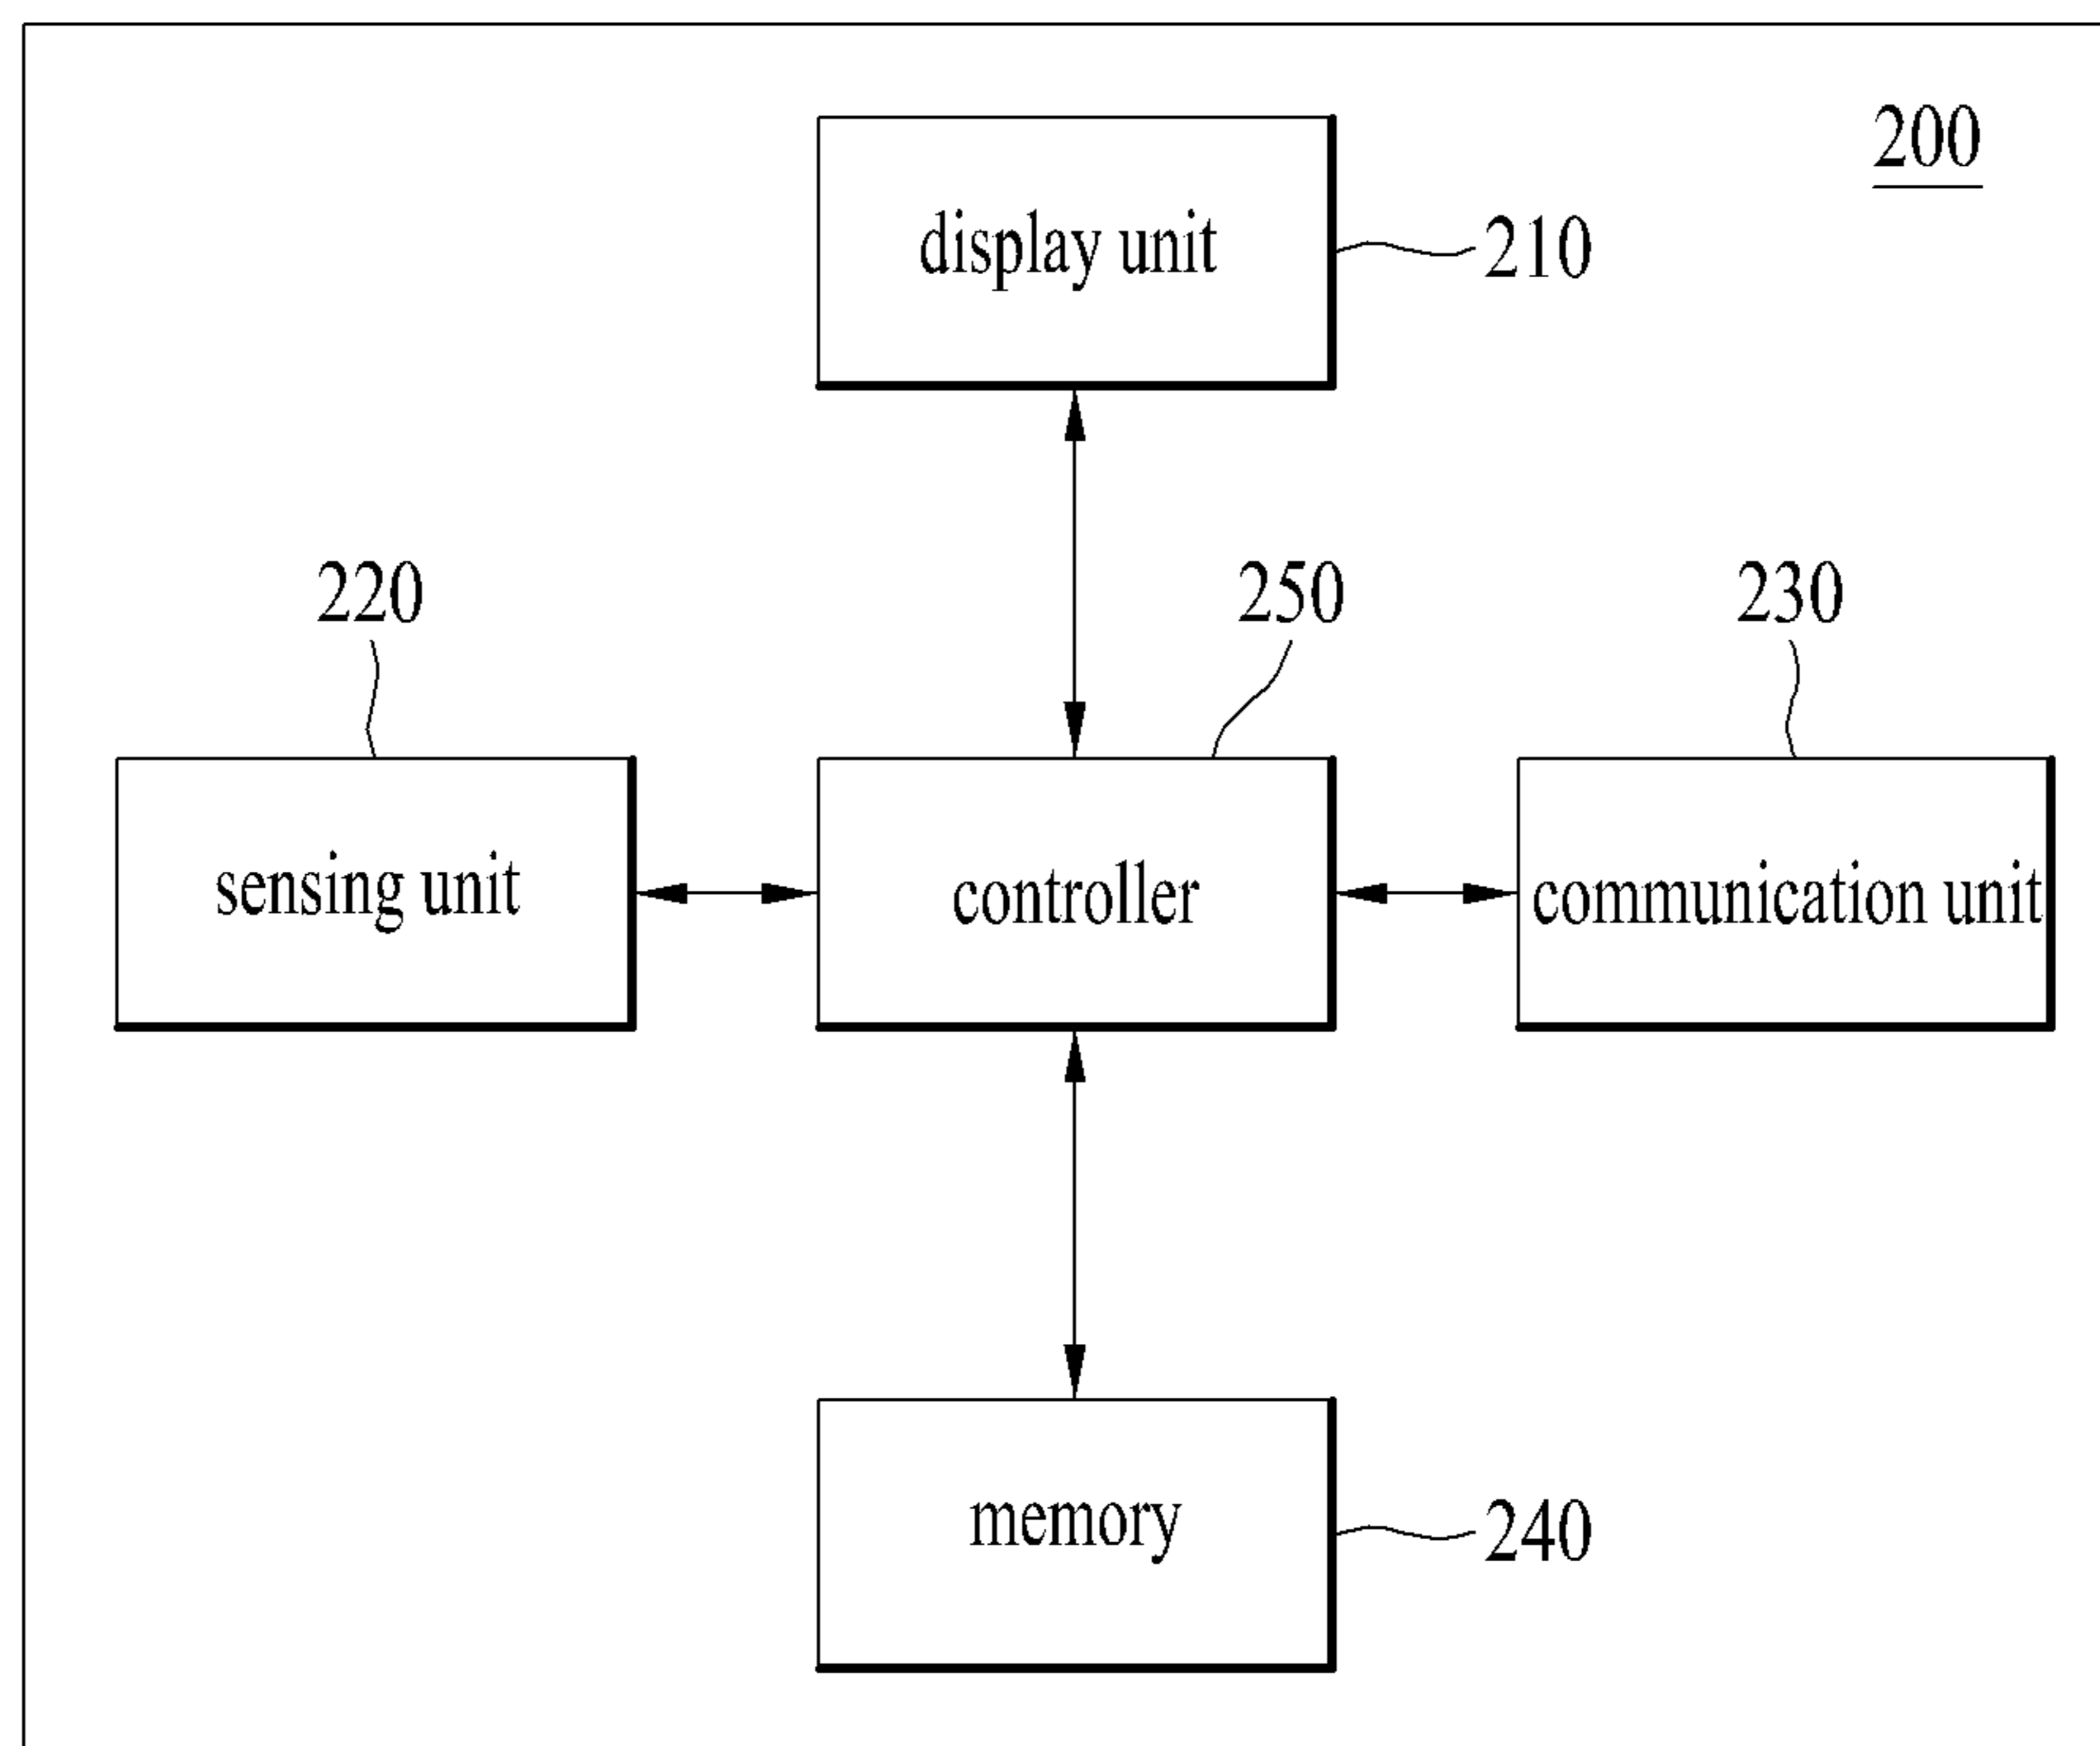 200
display unit
210
220
250
230
sensing unit
controller
communication unit
memory
240